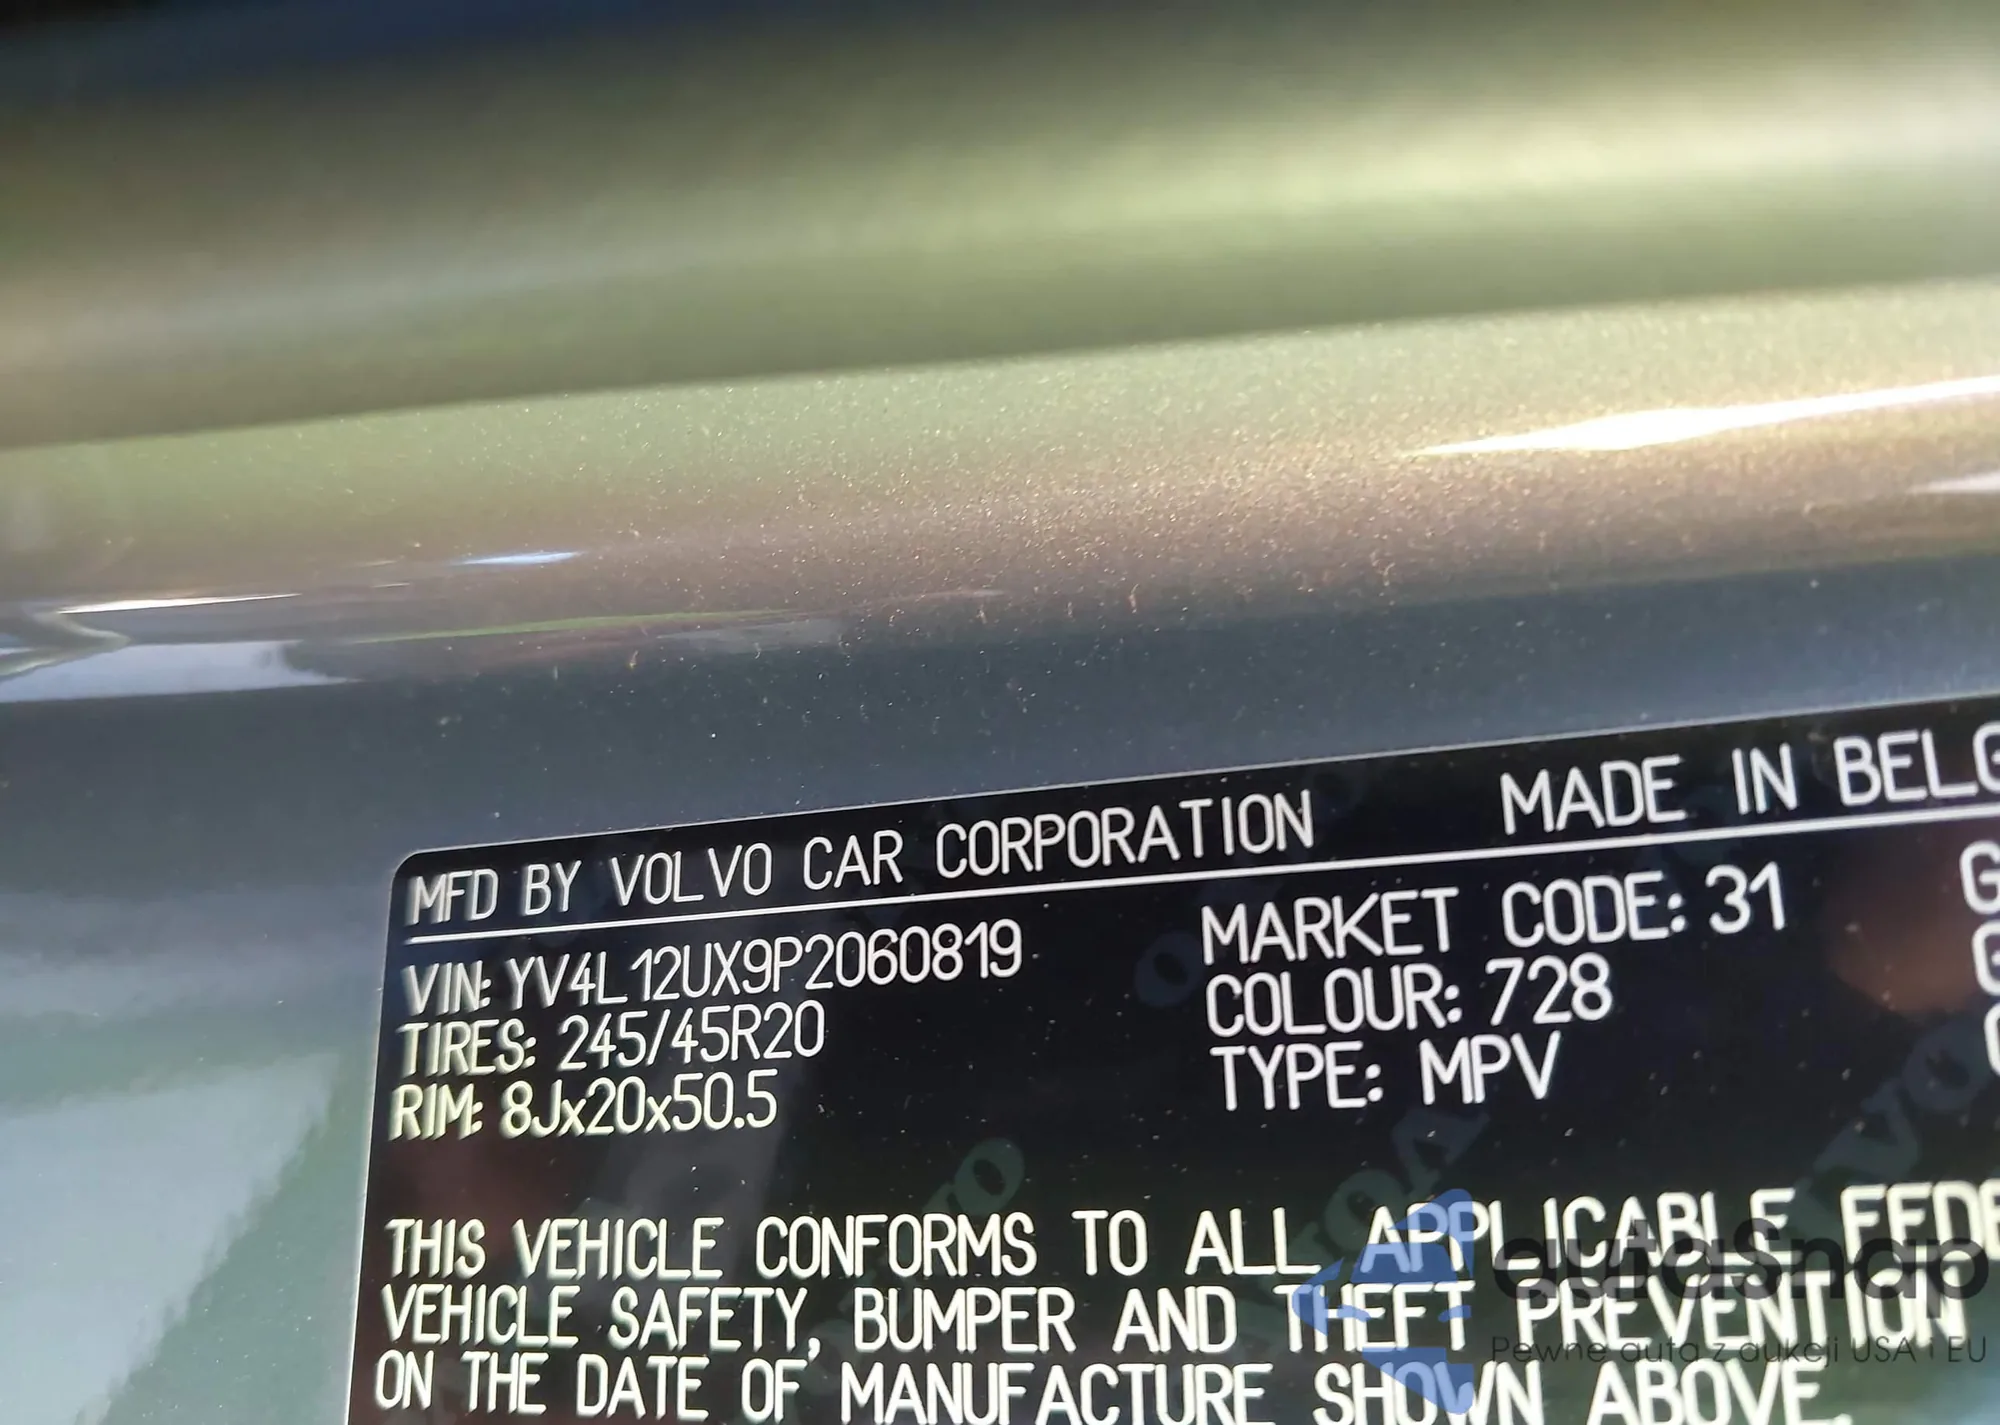 MFD BY VOLVO CAR CORPORATION MADE IN BELG
VIN: YV4L12UX9P2060819 MARKET CODE: 31
TIRES: 245/45R20 COLOUR: 728
RIM: 8Jx20x50.5 TYPE: MPV
THIS VEHICLE CONFORMS TO ALL APPLICABLE FEDE
VEHICLE SAFETY, BUMPER AND THEFT PREVENTION
ON THE DATE OF MANUFACTURE SHOWN ABOVE.
autosnap
Pewne auta z aukcji USA i EU